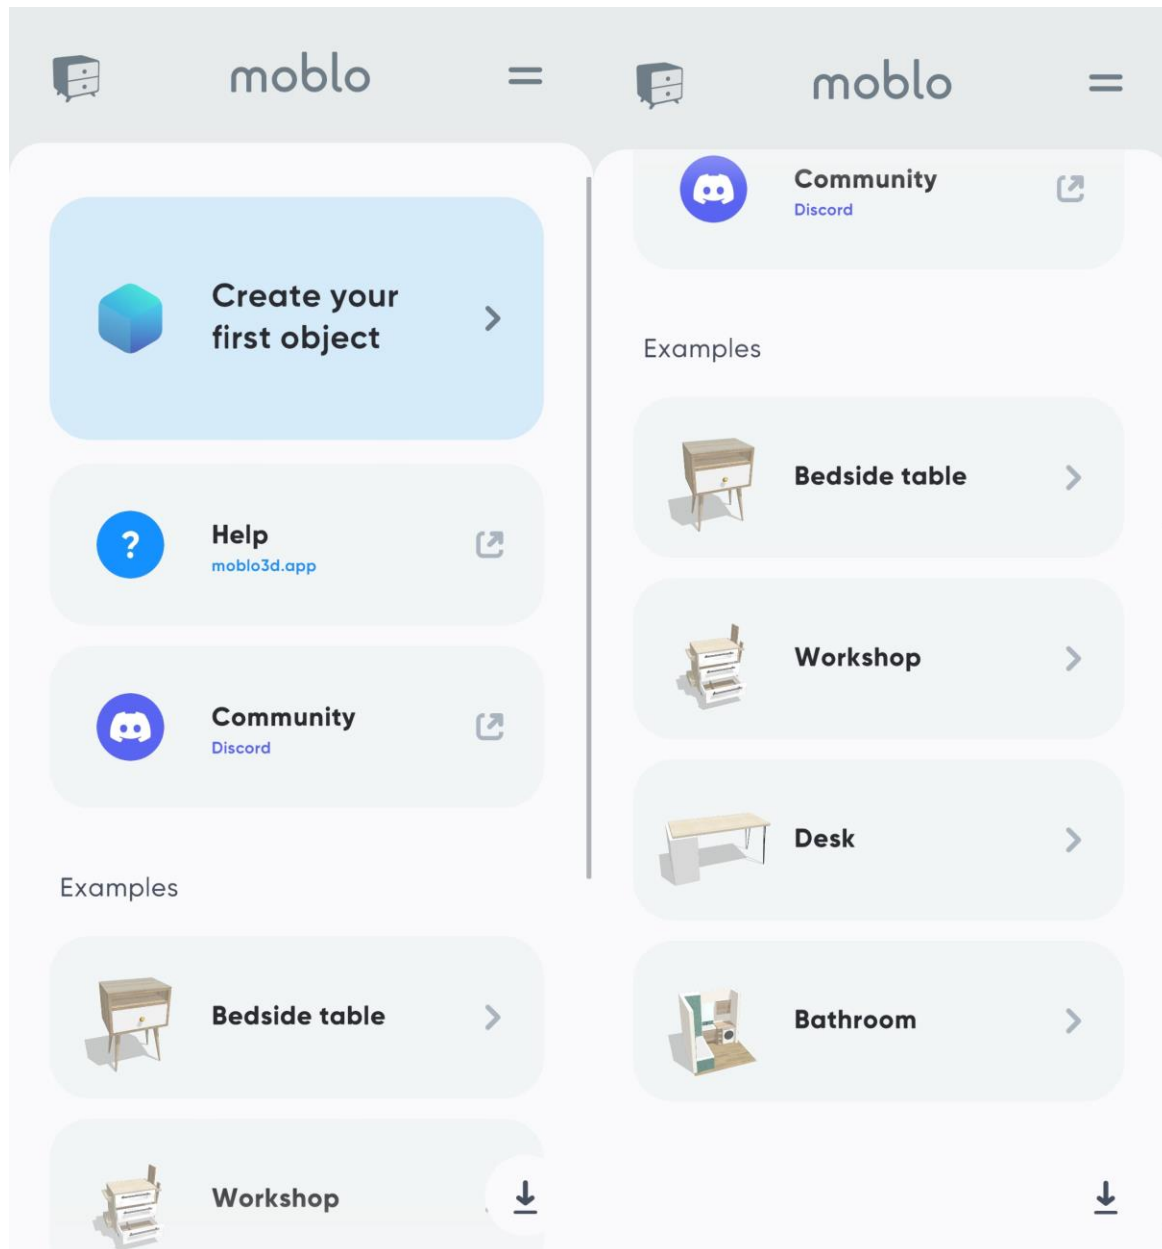 moblo
Create your
first object
?
Help
moblo3d.app
Community
Discord
Examples
Bedside table
Workshop
moblo
Community
Discord
Examples
Bedside table
Workshop
Desk
Bathroom